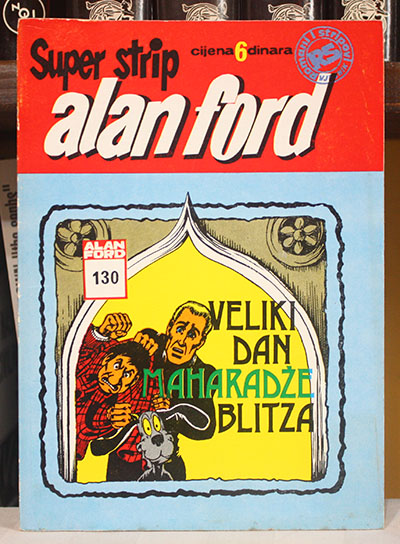 Super strip
cijena 6 dinara
alan ford
ALAN
FORD
130
VELIKI
DAN
MAHARADŽE
BLITZA